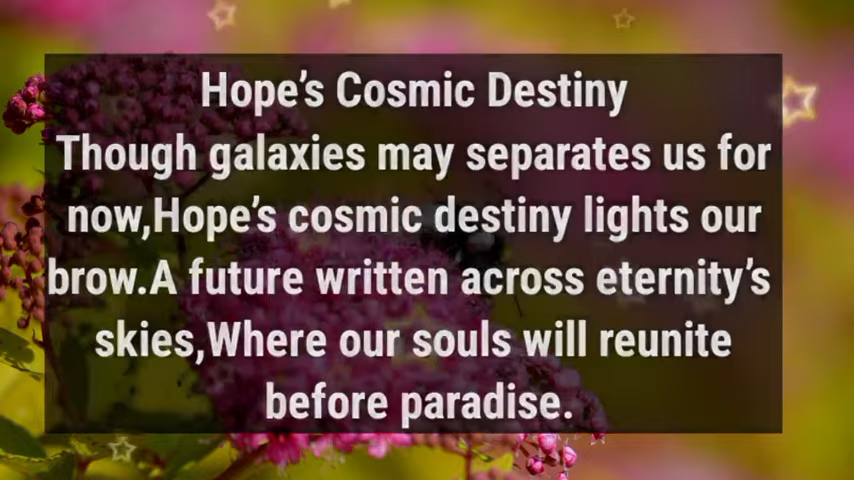 Hope’s Cosmic Destiny
Though galaxies may separates us for
now,Hope’s cosmic destiny lights our
brow.A future written across eternity’s
skies,Where our souls will reunite
before paradise.